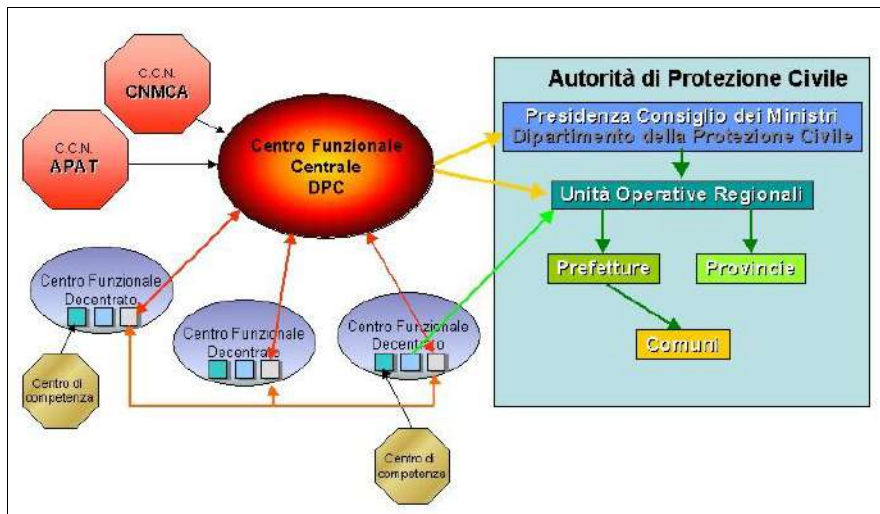 C.C.N.
CNMCA
C.C.N.
APAT
Centro Funzionale
Centrale
DPC
Autorità di Protezione Civile
Presidenza Consiglio dei Ministri
Dipartimento della Protezione Civile
Unità Operative Regionali
Prefetture
Provincie
Comuni
Centro Funzionale
Decentrato
Centro Funzionale
Decentrato
Centro Funzionale
Decentrato
Centro di
competenza
Centro di
competenza